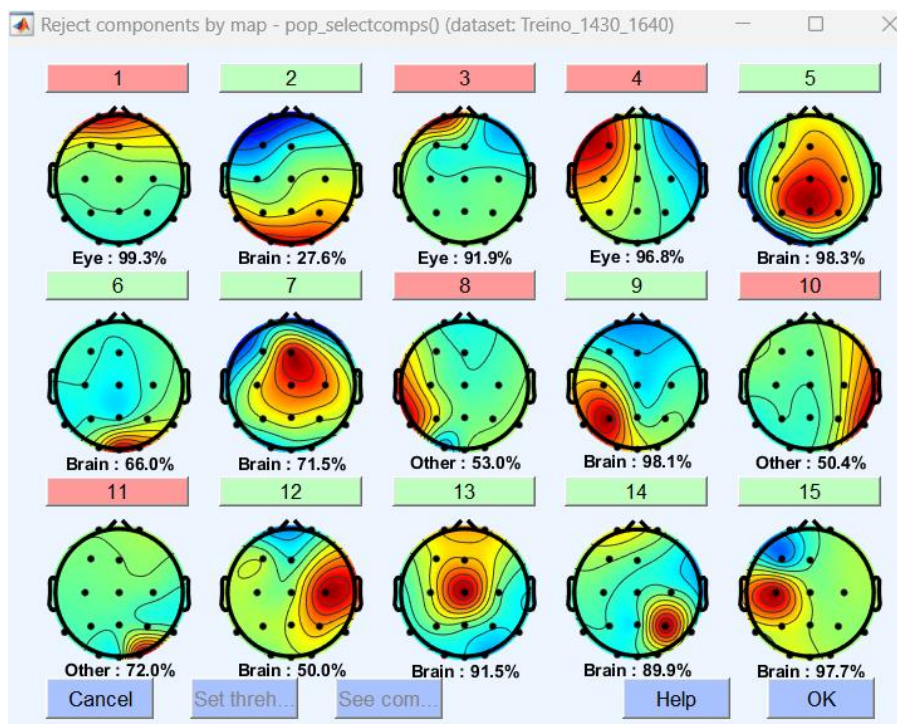 Reject components by map - pop_selectcomps() (dataset: Treino_1430_1640)
1 2 3 4 5
Eye : 99.3% Brain : 27.6% Eye : 91.9% Eye : 96.8% Brain : 98.3%
6 7 8 9 10
Brain : 66.0% Brain : 71.5% Other : 53.0% Brain : 98.1% Other : 50.4%
11 12 13 14 15
Other : 72.0% Brain : 50.0% Brain : 91.5% Brain : 89.9% Brain : 97.7%
Cancel Set threh... See com... Help OK